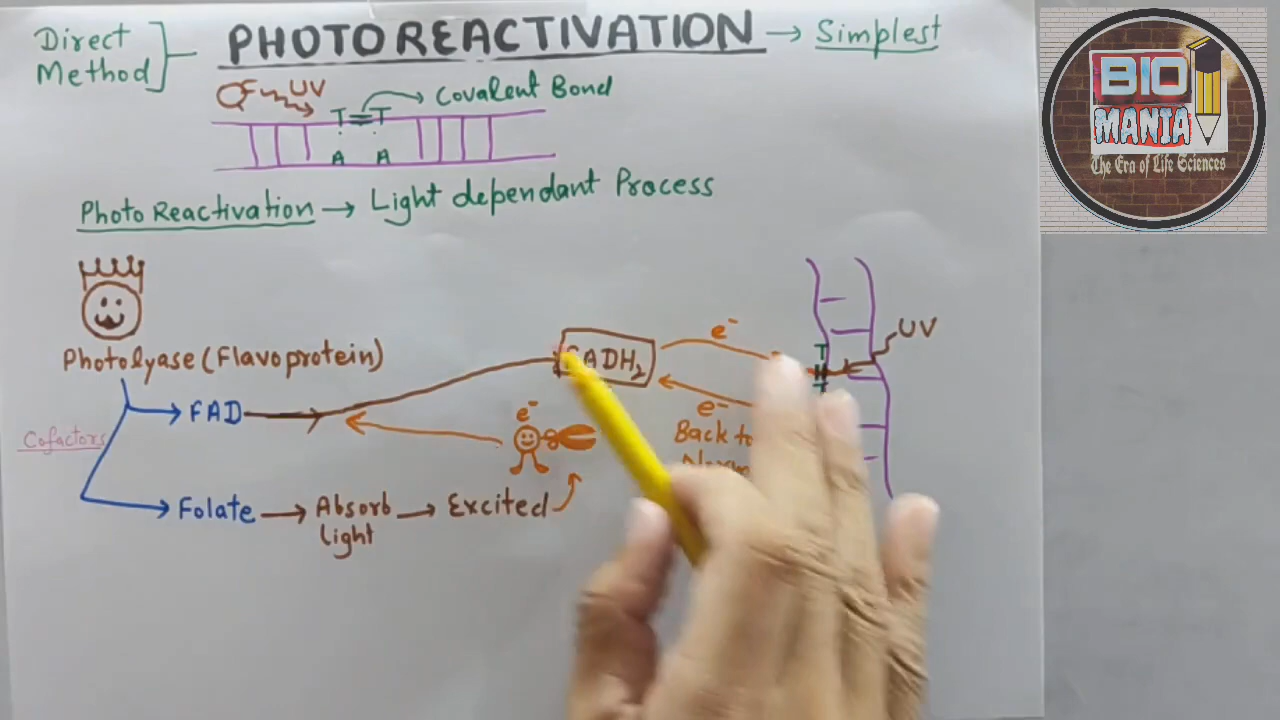 Direct
Method
PHOTOREACTIVATION → Simplest
UV
T T → Covalent Bond
A A
Photo Reactivation → Light dependant Process
Photolyase (Flavoprotein)
FAD
Cofactors
Folate → Absorb → Excited
light
e⁻
ADH₂
e⁻
e⁻
Back to
UV
T
T
BIO
MANIA
The Era of Life Sciences